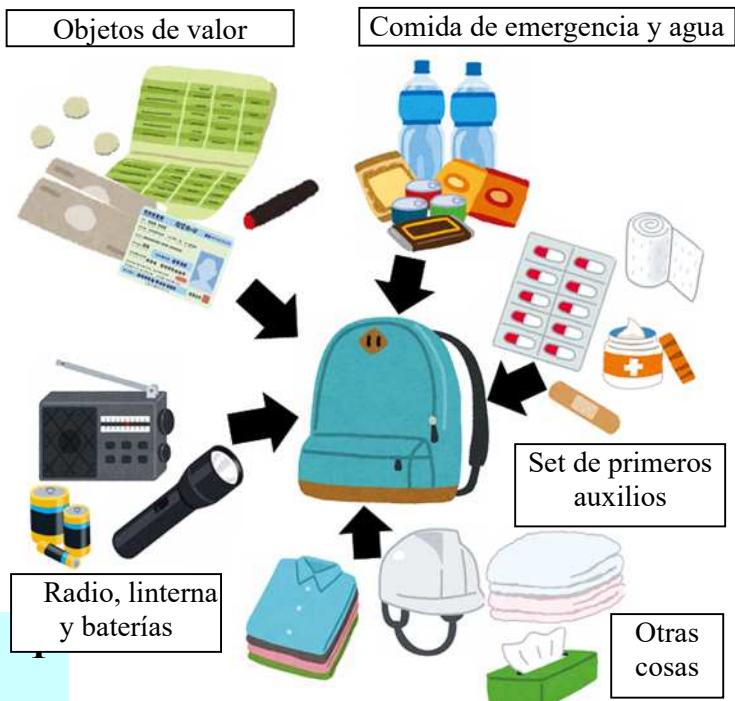 Objetos de valor
Comida de emergencia y agua
Set de primeros
auxilios
Radio, linterna
y baterías
Otras
cosas